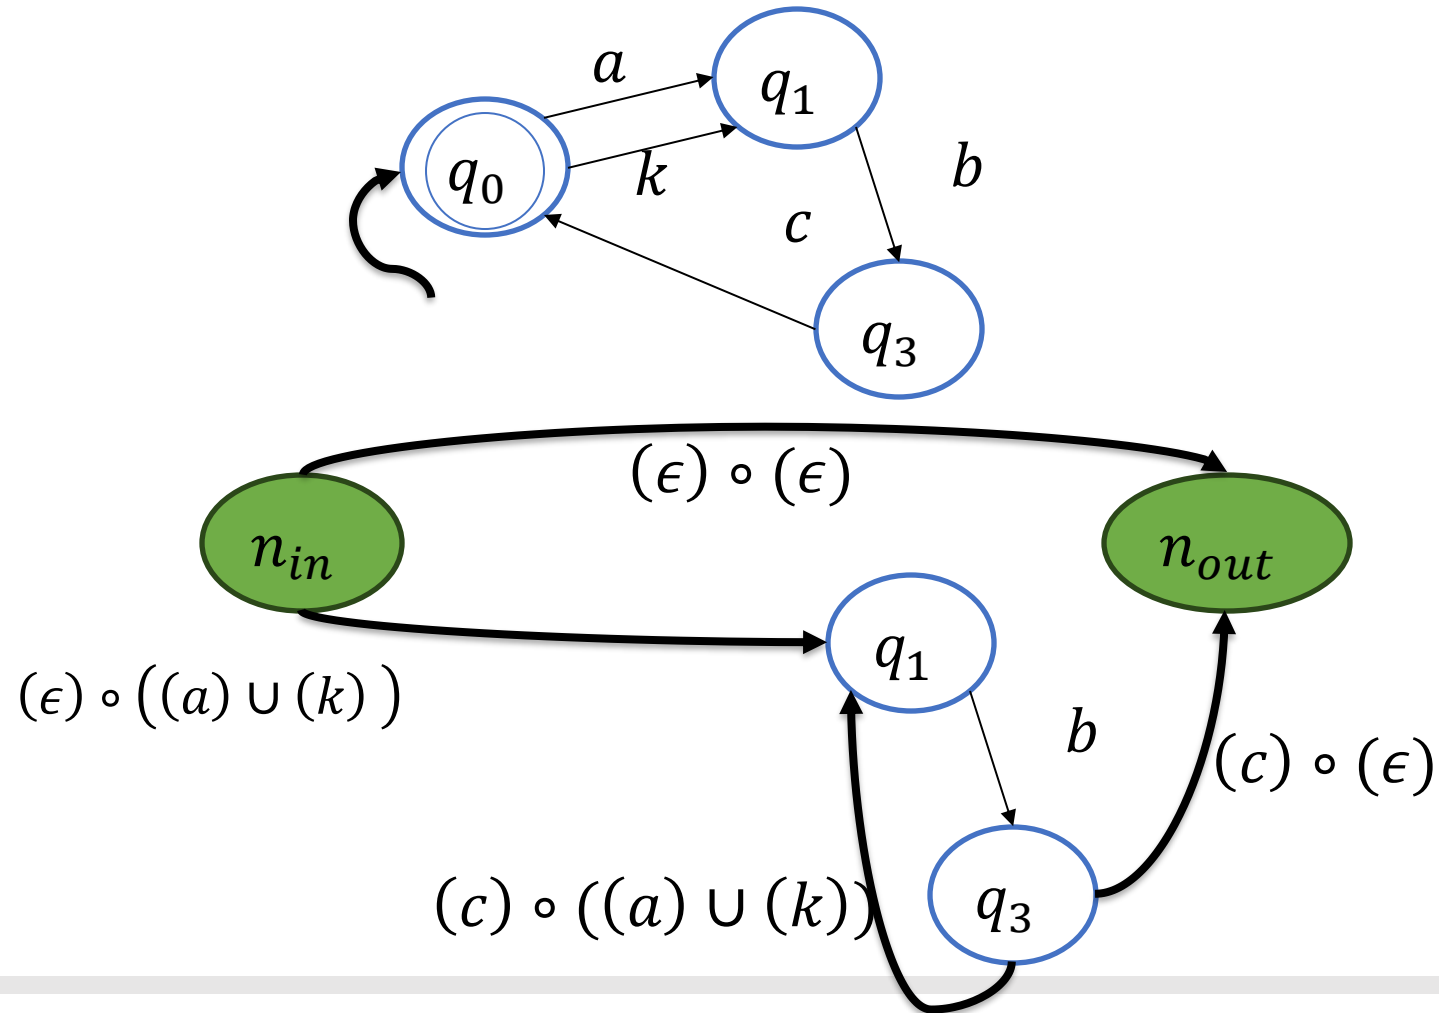 a
q₁
q₀
k
b
c
q₃
(ϵ) ∘ (ϵ)
n_in
n_out
q₁
(ϵ) ∘ ((a) ∪ (k) )
b
(c) ∘ (ϵ)
(c) ∘ ((a) ∪ (k))
q₃